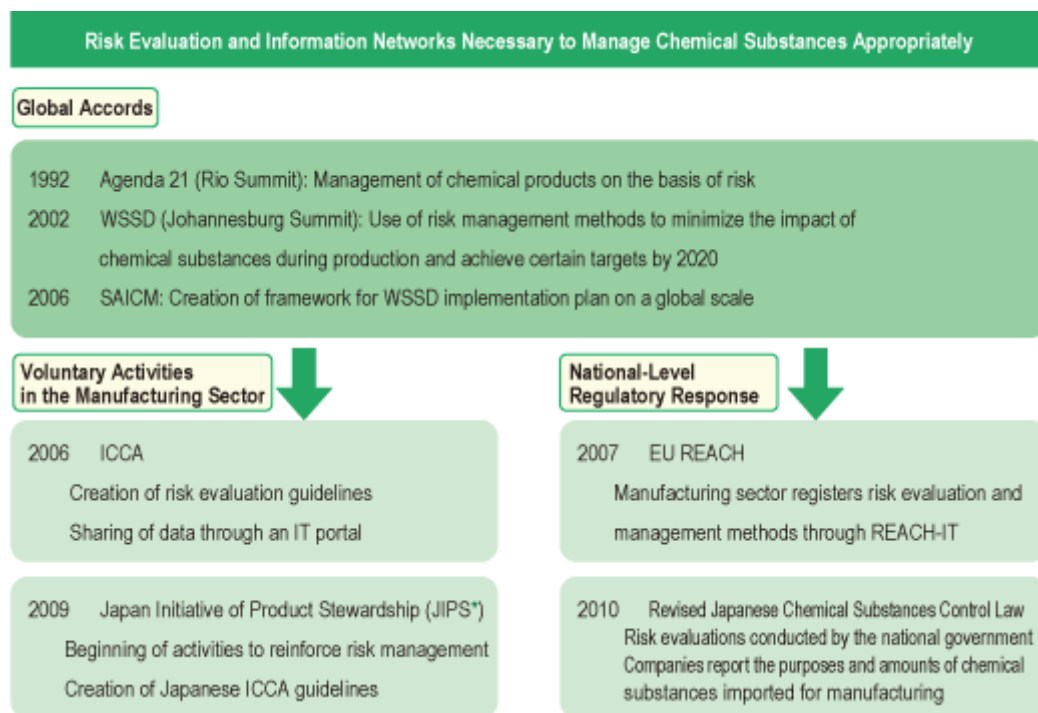 Risk Evaluation and Information Networks Necessary to Manage Chemical Substances Appropriately
Global Accords
1992 Agenda 21 (Rio Summit): Management of chemical products on the basis of risk
2002 WSSD (Johannesburg Summit): Use of risk management methods to minimize the impact of
chemical substances during production and achieve certain targets by 2020
2006 SAICM: Creation of framework for WSSD implementation plan on a global scale
Voluntary Activities
in the Manufacturing Sector
2006 ICCA
Creation of risk evaluation guidelines
Sharing of data through an IT portal
2009 Japan Initiative of Product Stewardship (JIPS*)
Beginning of activities to reinforce risk management
Creation of Japanese ICCA guidelines
National-Level
Regulatory Response
2007 EU REACH
Manufacturing sector registers risk evaluation and
management methods through REACH-IT
2010 Revised Japanese Chemical Substances Control Law
Risk evaluations conducted by the national government
Companies report the purposes and amounts of chemical
substances imported for manufacturing